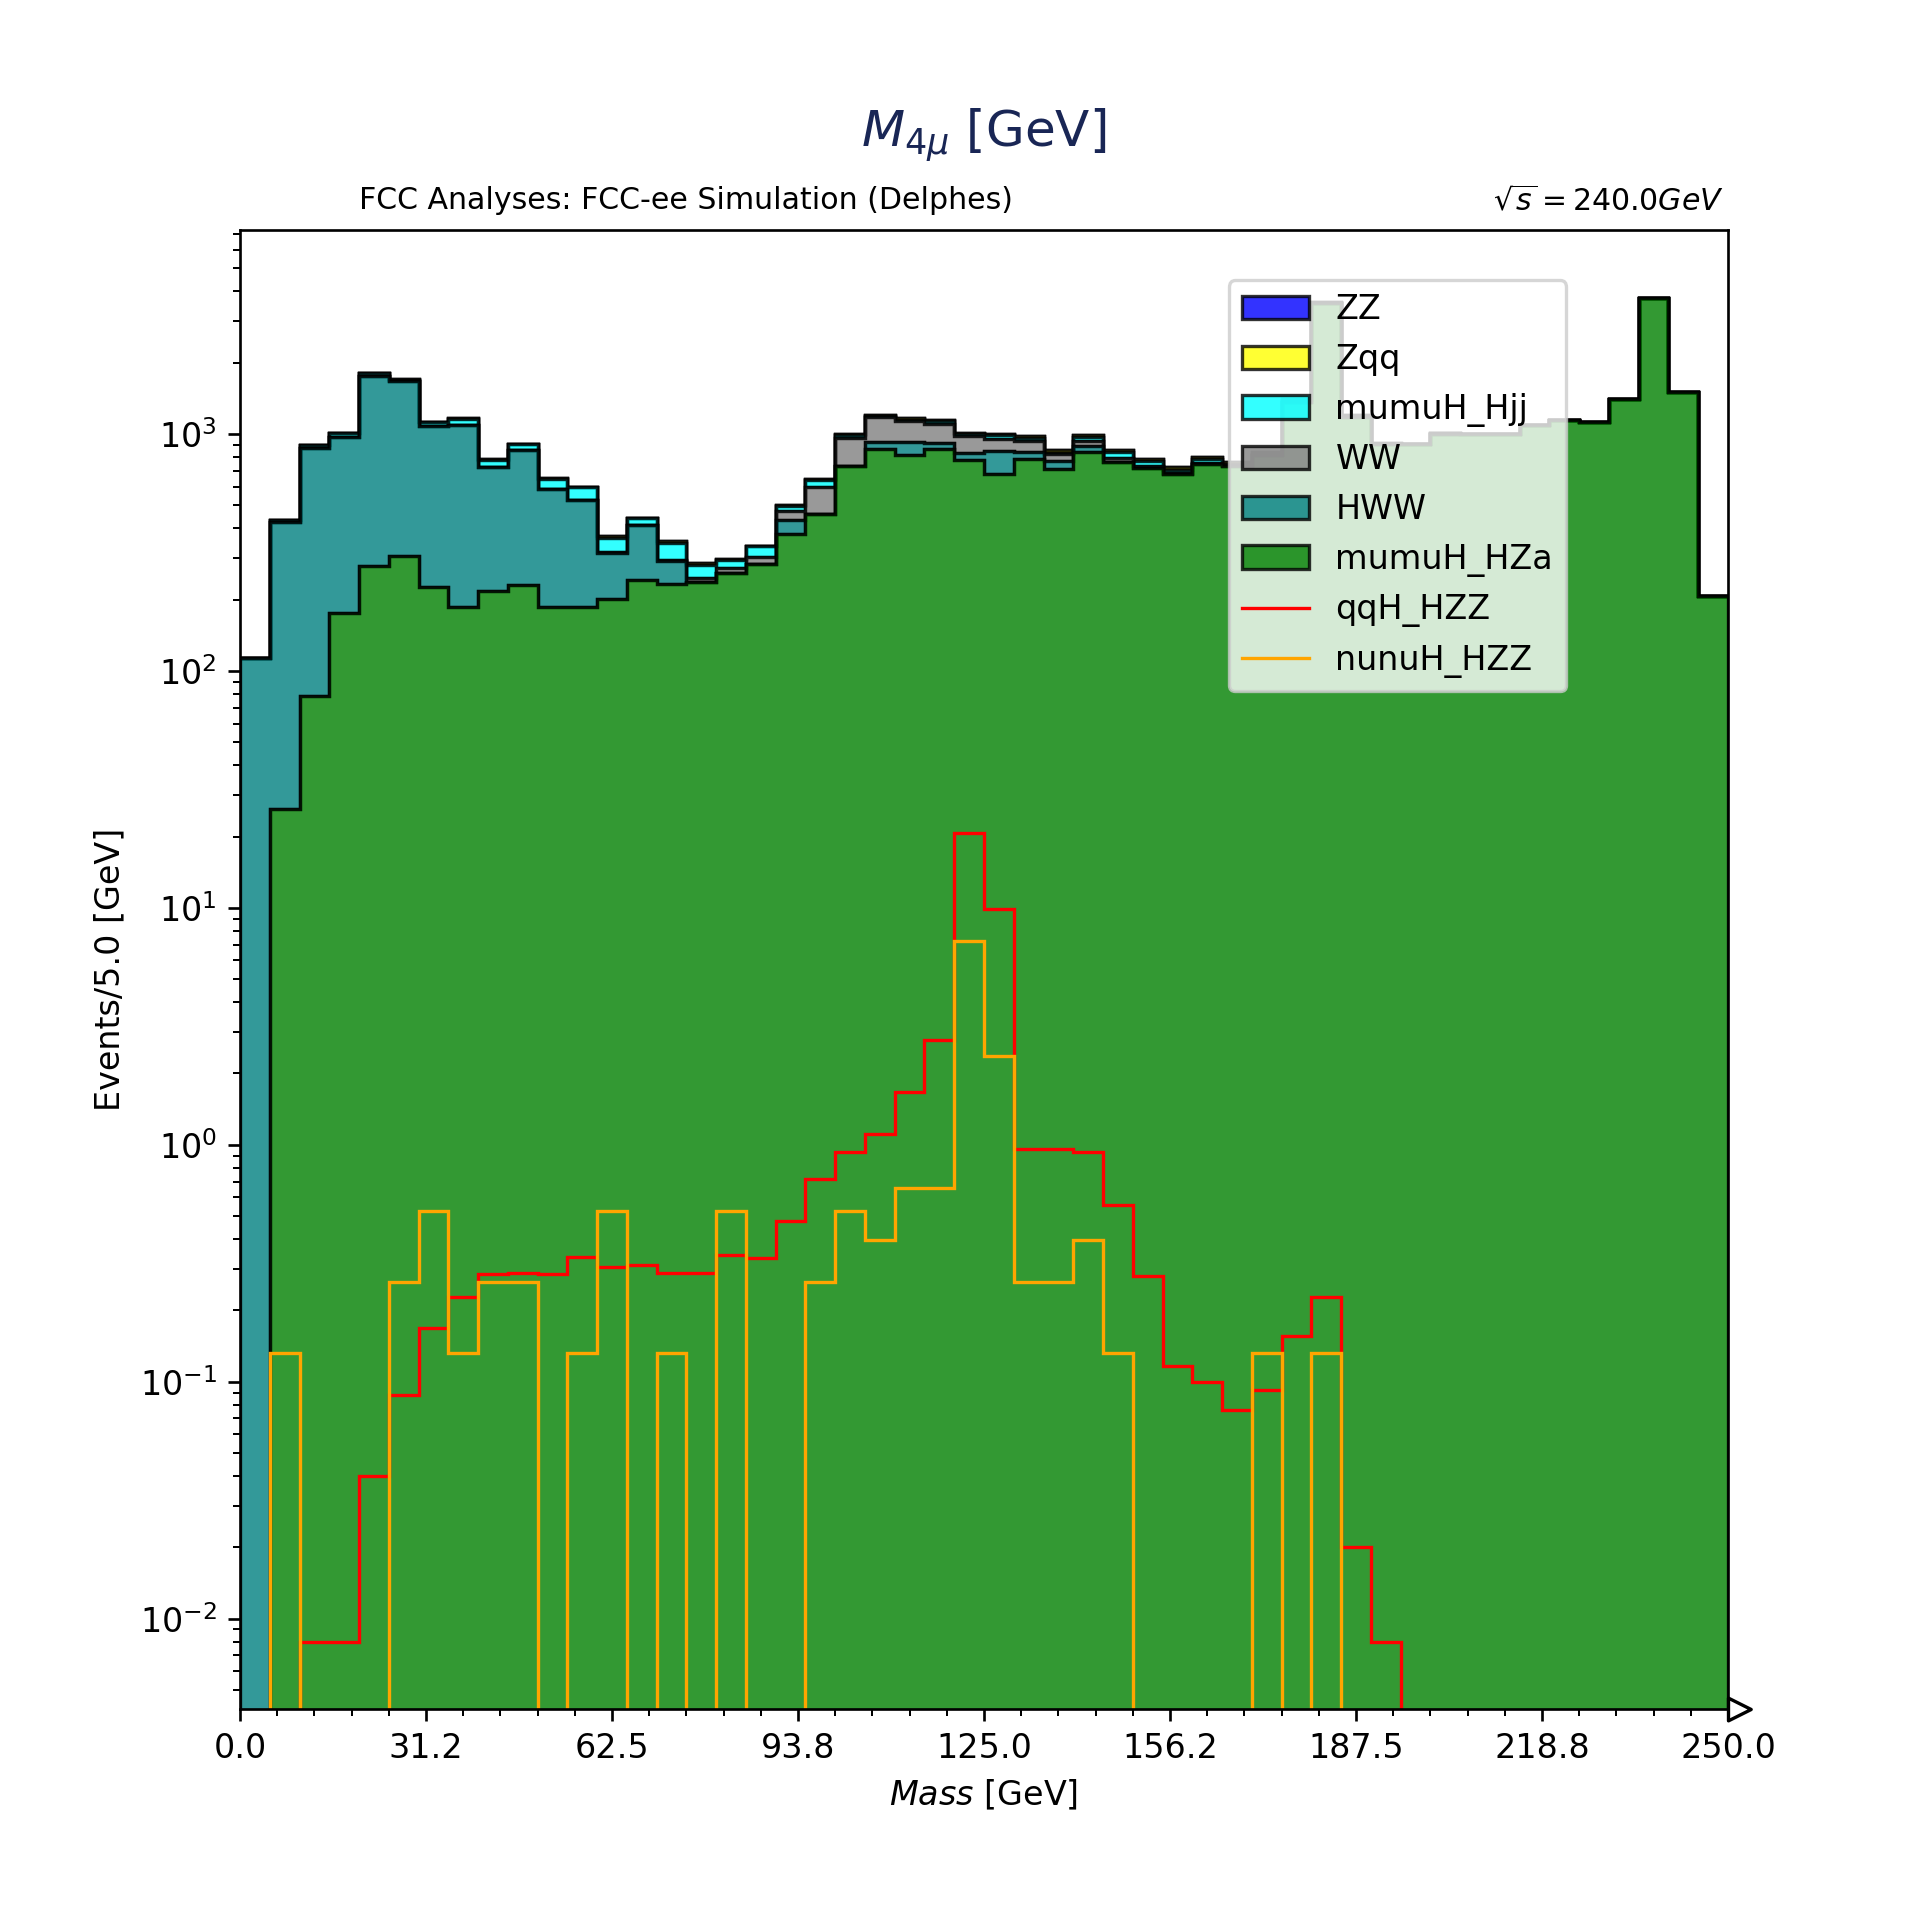 M4μ [GeV]
FCC Analyses: FCC-ee Simulation (Delphes)
√s = 240.0GeV
ZZ
Zqq
mumuH_Hjj
WW
HWW
mumuH_HZa
qqH_HZZ
nunuH_HZZ
Events/5.0 [GeV]
10³
10²
10¹
10⁰
10⁻¹
10⁻²
0.0 31.2 62.5 93.8 125.0 156.2 187.5 218.8 250.0
Mass [GeV]